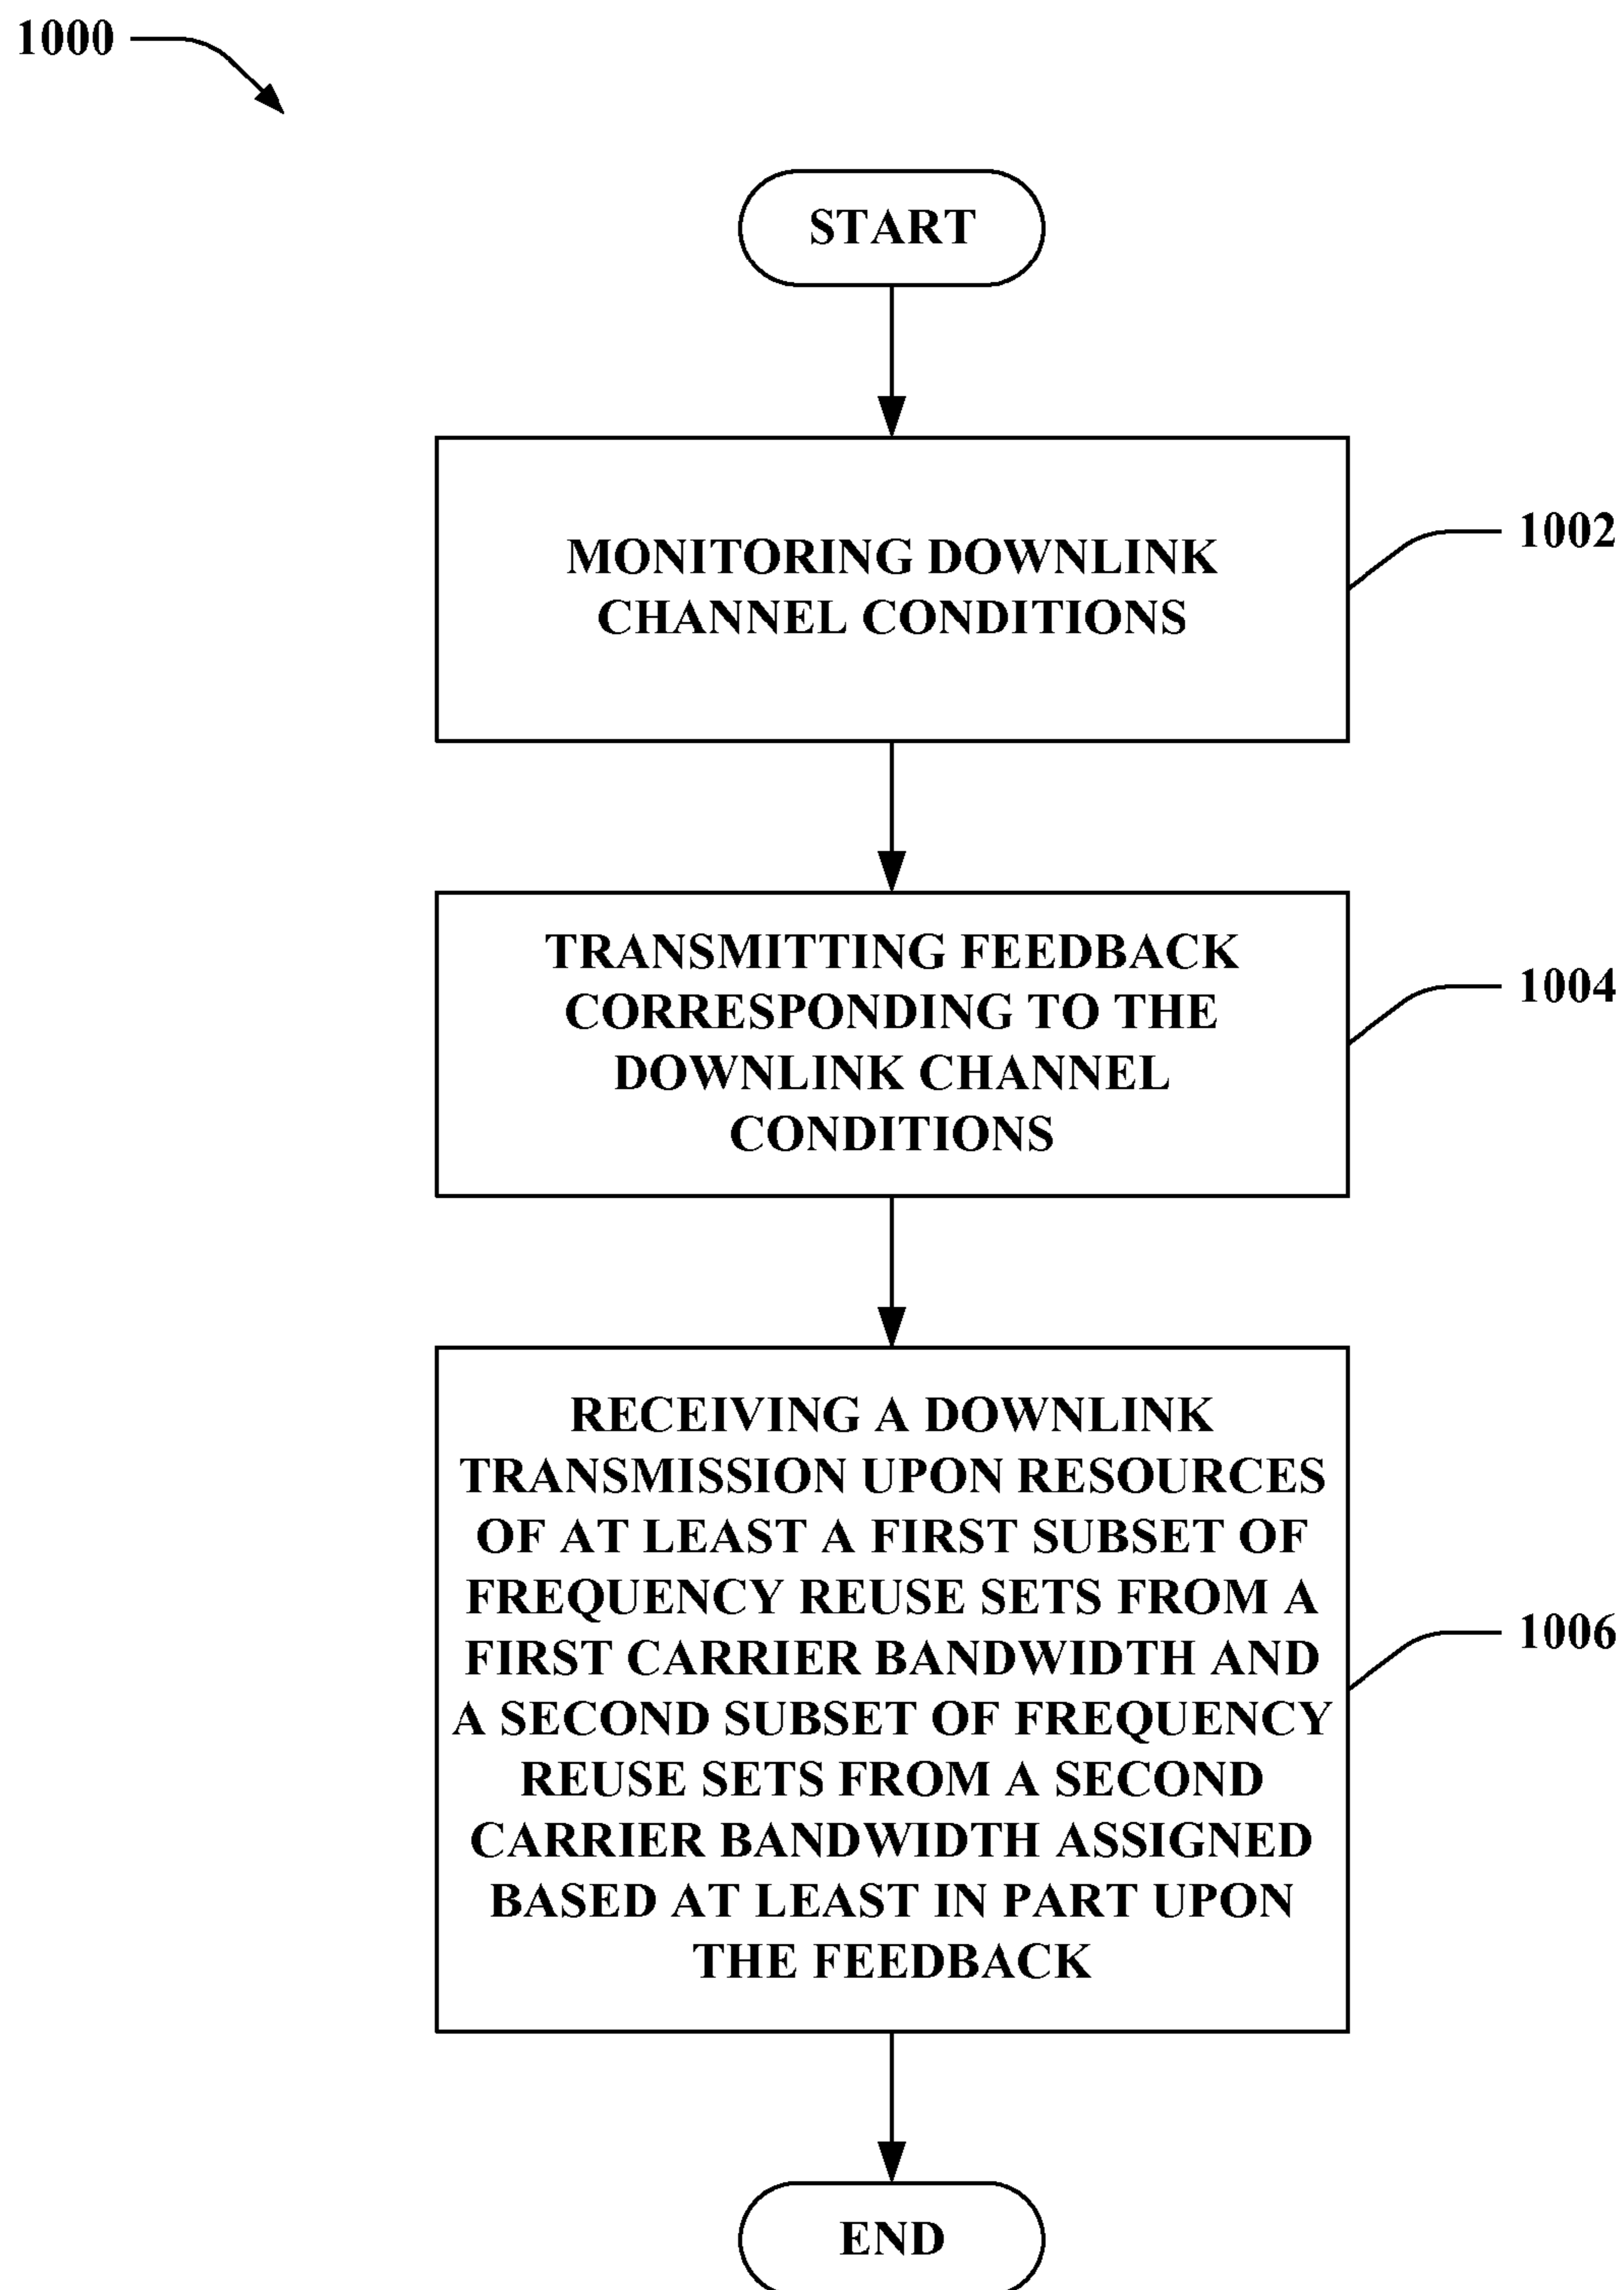 1000
START
MONITORING DOWNLINK
CHANNEL CONDITIONS
1002
TRANSMITTING FEEDBACK
CORRESPONDING TO THE
DOWNLINK CHANNEL
CONDITIONS
1004
RECEIVING A DOWNLINK
TRANSMISSION UPON RESOURCES
OF AT LEAST A FIRST SUBSET OF
FREQUENCY REUSE SETS FROM A
FIRST CARRIER BANDWIDTH AND
A SECOND SUBSET OF FREQUENCY
REUSE SETS FROM A SECOND
CARRIER BANDWIDTH ASSIGNED
BASED AT LEAST IN PART UPON
THE FEEDBACK
1006
END